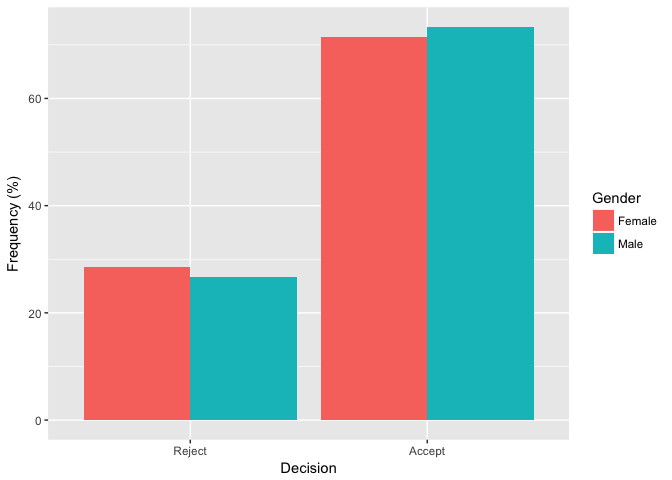 Frequency (%)
60
40
20
0
Reject
Accept
Decision
Gender
Female
Male